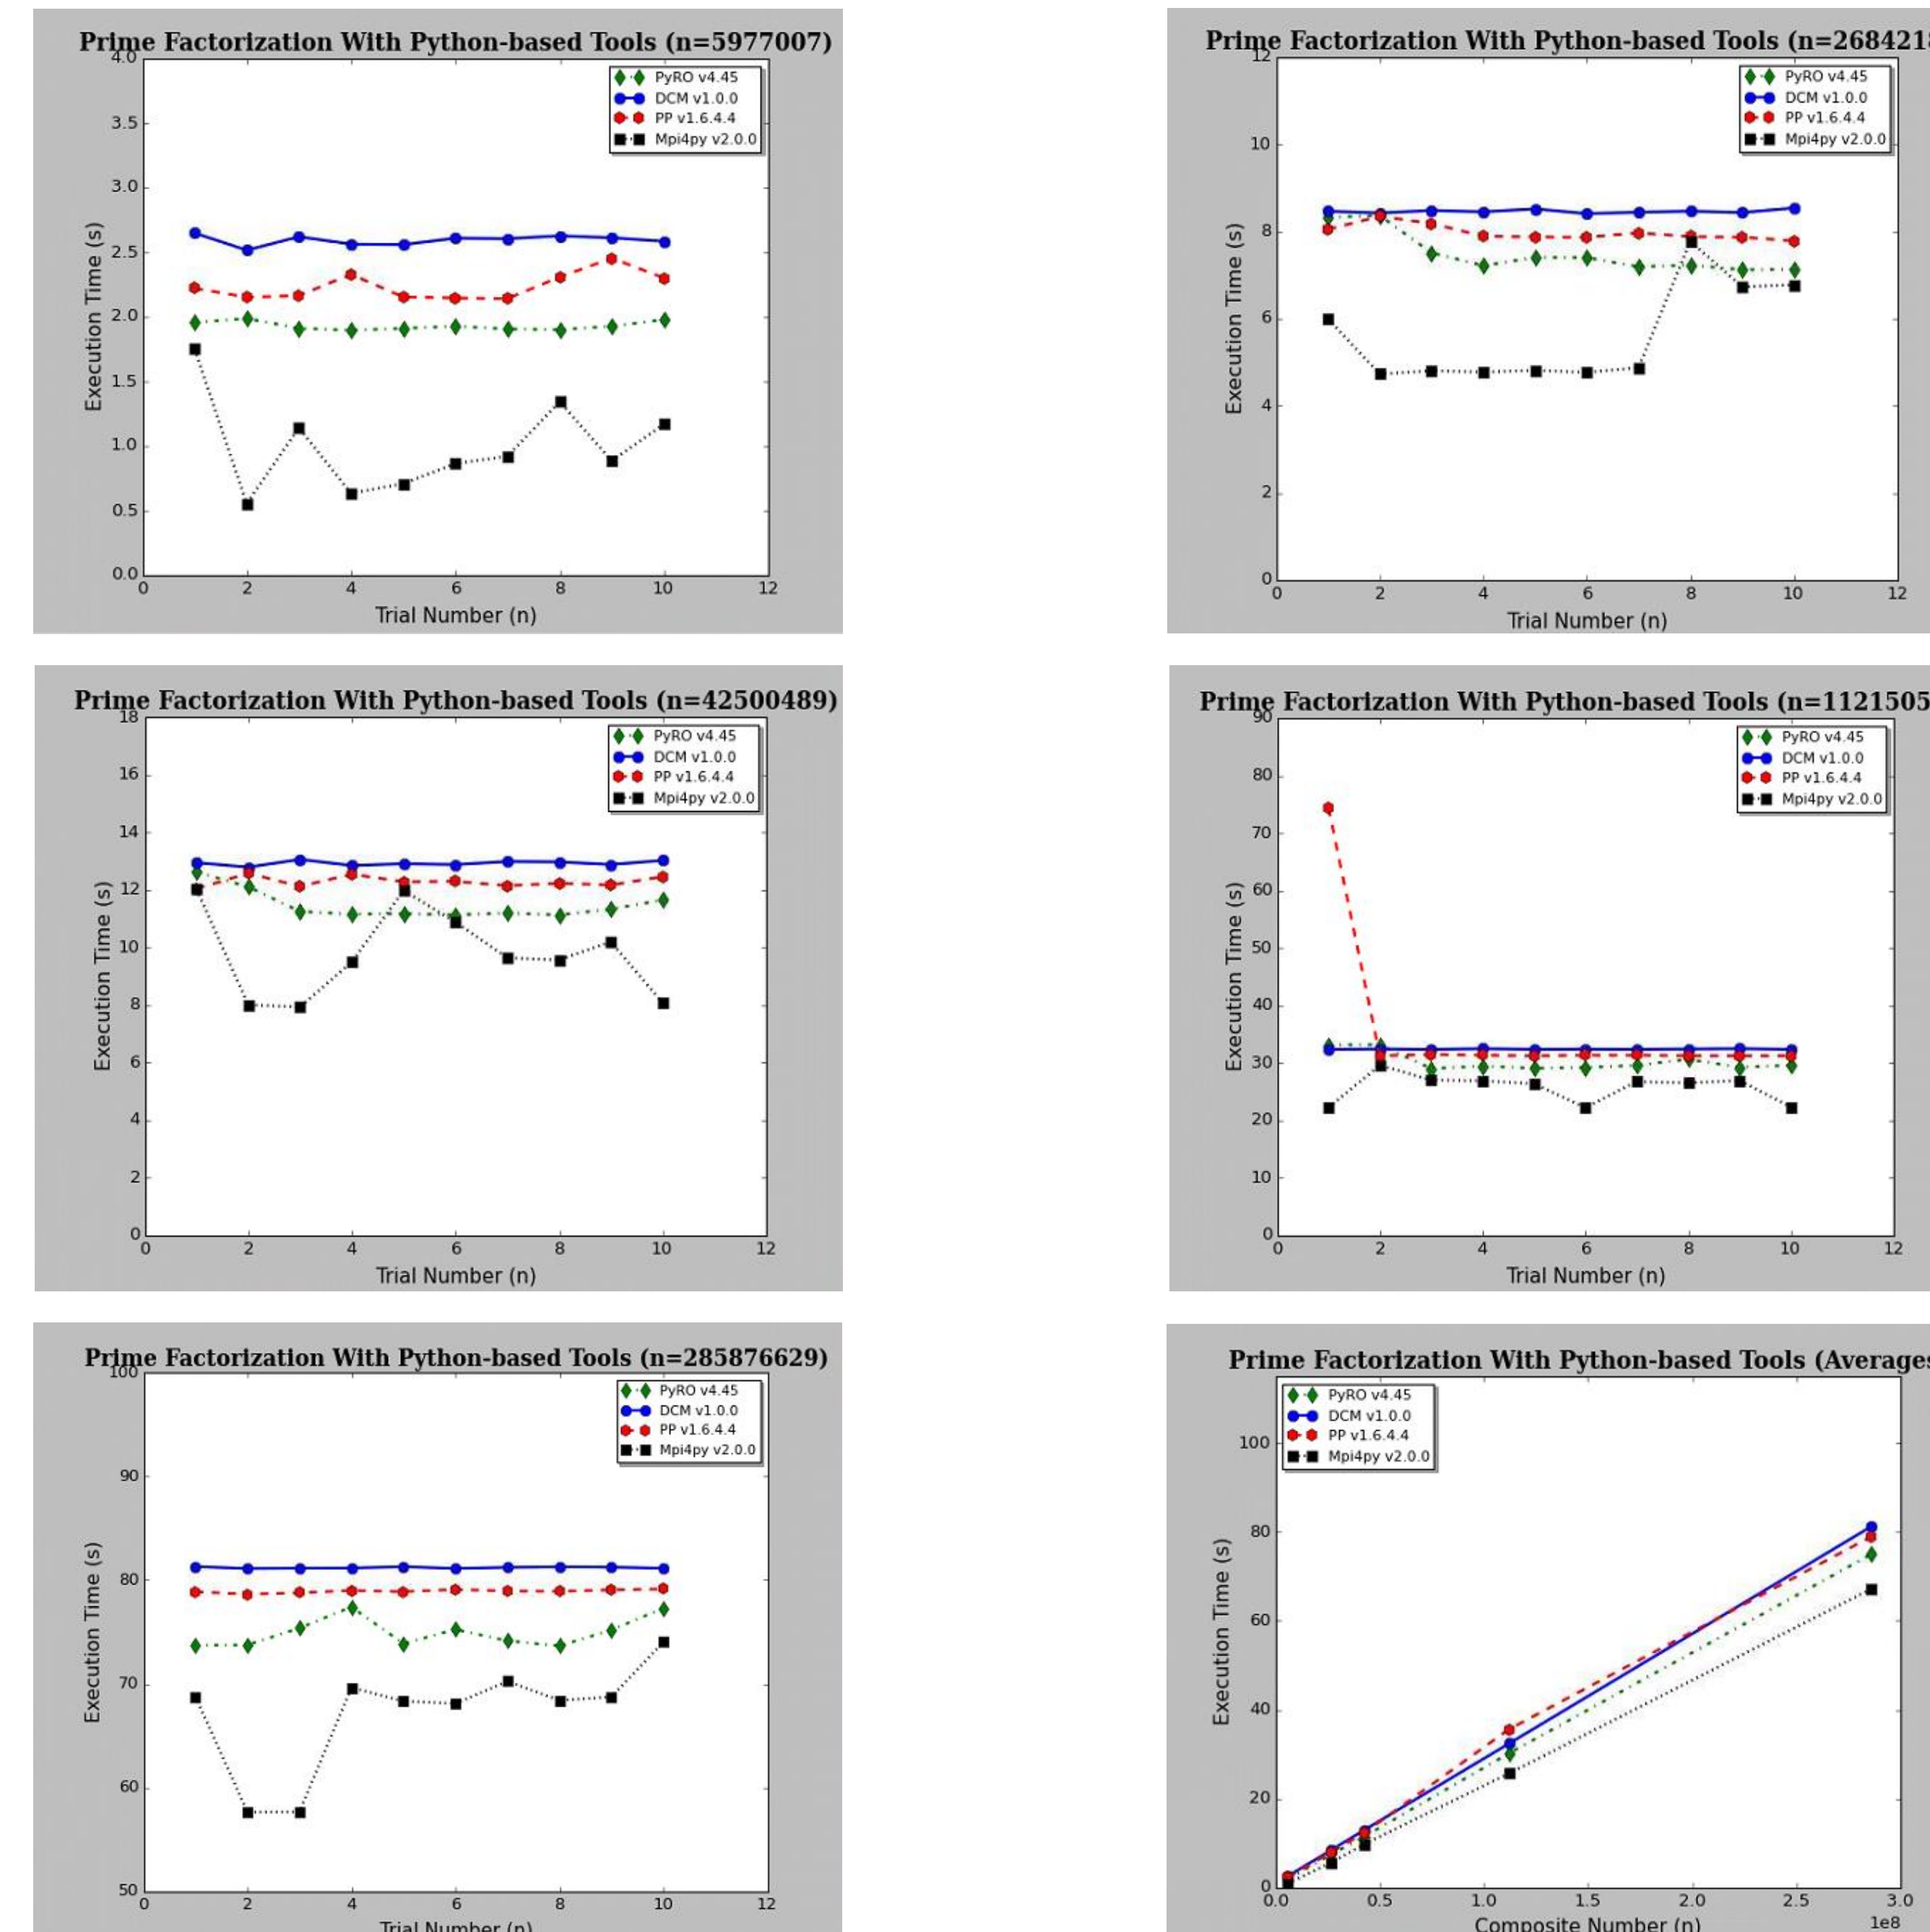 Prime Factorization With Python-based Tools (n=5977007)
4.0
3.5
3.0
2.5
2.0
1.5
1.0
0.5
0.0
Execution Time (s)
PyRO v4.45
DCM v1.0.0
PP v1.6.4.4
Mpi4py v2.0.0
0 2 4 6 8 10 12
Trial Number (n)
Prime Factorization With Python-based Tools (n=268421
12
10
8
6
4
2
0
Execution Time (s)
PyRO v4.45
DCM v1.0.0
PP v1.6.4.4
Mpi4py v2.0.0
0 2 4 6 8 10 12
Trial Number (n)
Prime Factorization With Python-based Tools (n=42500489)
18
16
14
12
10
8
6
4
2
0
Execution Time (s)
PyRO v4.45
DCM v1.0.0
PP v1.6.4.4
Mpi4py v2.0.0
0 2 4 6 8 10 12
Trial Number (n)
Prime Factorization With Python-based Tools (n=1121505
90
80
70
60
50
40
30
20
10
0
Execution Time (s)
PyRO v4.45
DCM v1.0.0
PP v1.6.4.4
Mpi4py v2.0.0
0 2 4 6 8 10 12
Trial Number (n)
Prime Factorization With Python-based Tools (n=285876629)
100
90
80
70
60
50
Execution Time (s)
PyRO v4.45
DCM v1.0.0
PP v1.6.4.4
Mpi4py v2.0.0
0 2 4 6 8 10 12
Trial Number (n)
Prime Factorization With Python-based Tools (Averages
100
80
60
40
20
0
Execution Time (s)
PyRO v4.45
DCM v1.0.0
PP v1.6.4.4
Mpi4py v2.0.0
0.0 0.5 1.0 1.5 2.0 2.5 3.0
1e8
Composite Number (n)